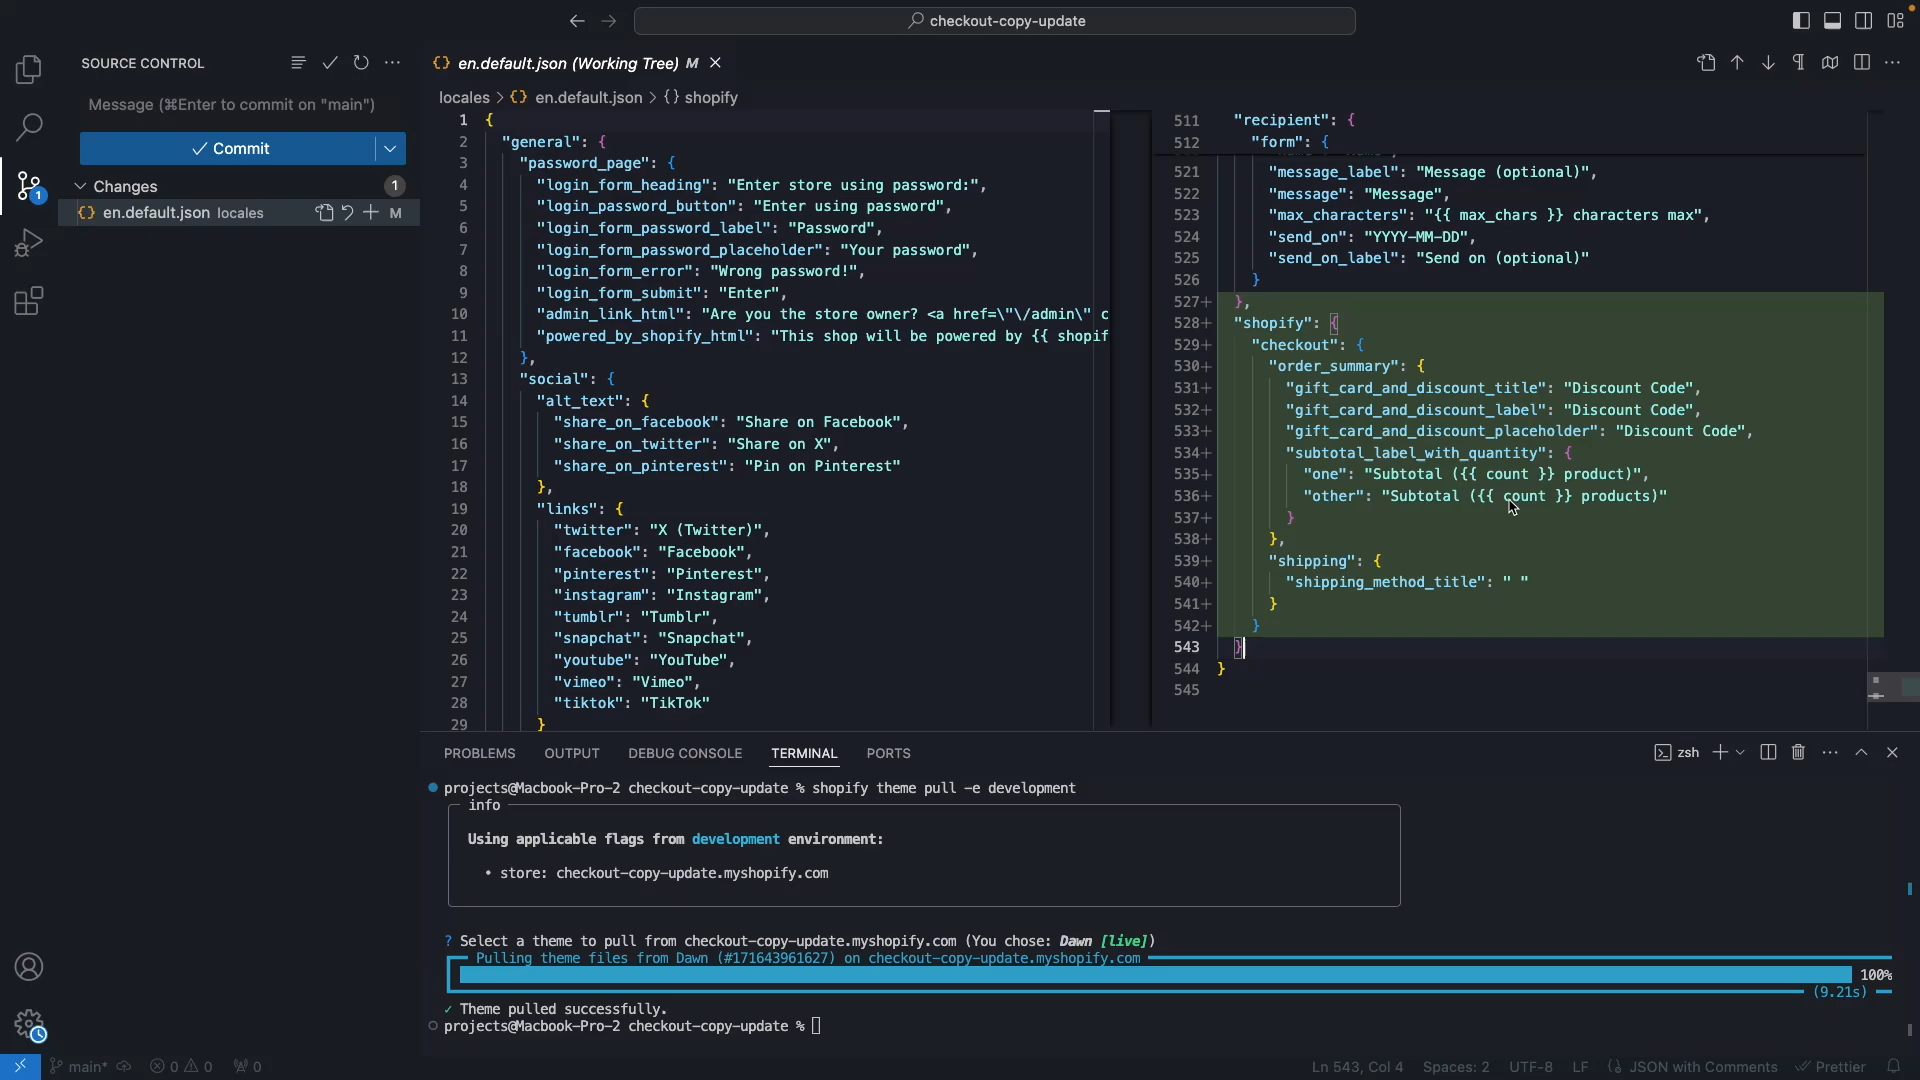 checkout-copy-update
SOURCE CONTROL
Message (⌘Enter to commit on "main")
Commit
Changes
1
1
en.default.json locales
M
en.default.json (Working Tree) M
locales > {} en.default.json > {} shopify
1 {
2 "general": {
3 "password_page": {
4 "login_form_heading": "Enter store using password:",
5 "login_password_button": "Enter using password",
6 "login_form_password_label": "Password",
7 "login_form_password_placeholder": "Your password",
8 "login_form_error": "Wrong password!",
9 "login_form_submit": "Enter",
10 "admin_link_html": "Are you the store owner? <a href=\"\/admin\" c
11 "powered_by_shopify_html": "This shop will be powered by {{ shopif
12 },
13 "social": {
14 "alt_text": {
15 "share_on_facebook": "Share on Facebook",
16 "share_on_twitter": "Share on X",
17 "share_on_pinterest": "Pin on Pinterest"
18 },
19 "links": {
20 "twitter": "X (Twitter)",
21 "facebook": "Facebook",
22 "pinterest": "Pinterest",
23 "instagram": "Instagram",
24 "tumblr": "Tumblr",
25 "snapchat": "Snapchat",
26 "youtube": "YouTube",
27 "vimeo": "Vimeo",
28 "tiktok": "TikTok"
29 }
511 "recipient": {
512 "form": {
521 "message_label": "Message (optional)",
522 "message": "Message",
523 "max_characters": "{{ max_chars }} characters max",
524 "send_on": "YYYY-MM-DD",
525 "send_on_label": "Send on (optional)"
526 }
527+ },
528+ "shopify": {
529+ "checkout": {
530+ "order_summary": {
531+ "gift_card_and_discount_title": "Discount Code",
532+ "gift_card_and_discount_label": "Discount Code",
533+ "gift_card_and_discount_placeholder": "Discount Code",
534+ "subtotal_label_with_quantity": {
535+ "one": "Subtotal ({{ count }} product)",
536+ "other": "Subtotal ({{ count }} products)"
537+ }
538+ },
539+ "shipping": {
540+ "shipping_method_title": " "
541+ }
542+ }
543 }
544 }
545
PROBLEMS OUTPUT DEBUG CONSOLE TERMINAL PORTS
zsh
projects@Macbook-Pro-2 checkout-copy-update % shopify theme pull -e development
info
Using applicable flags from development environment:
• store: checkout-copy-update.myshopify.com
? Select a theme to pull from checkout-copy-update.myshopify.com (You chose: Dawn [live])
Pulling theme files from Dawn (#171643961627) on checkout-copy-update.myshopify.com
100%
(9.21s)
✓ Theme pulled successfully.
projects@Macbook-Pro-2 checkout-copy-update %
main* 0 0 0
Ln 543, Col 4 Spaces: 2 UTF-8 LF JSON with Comments Prettier